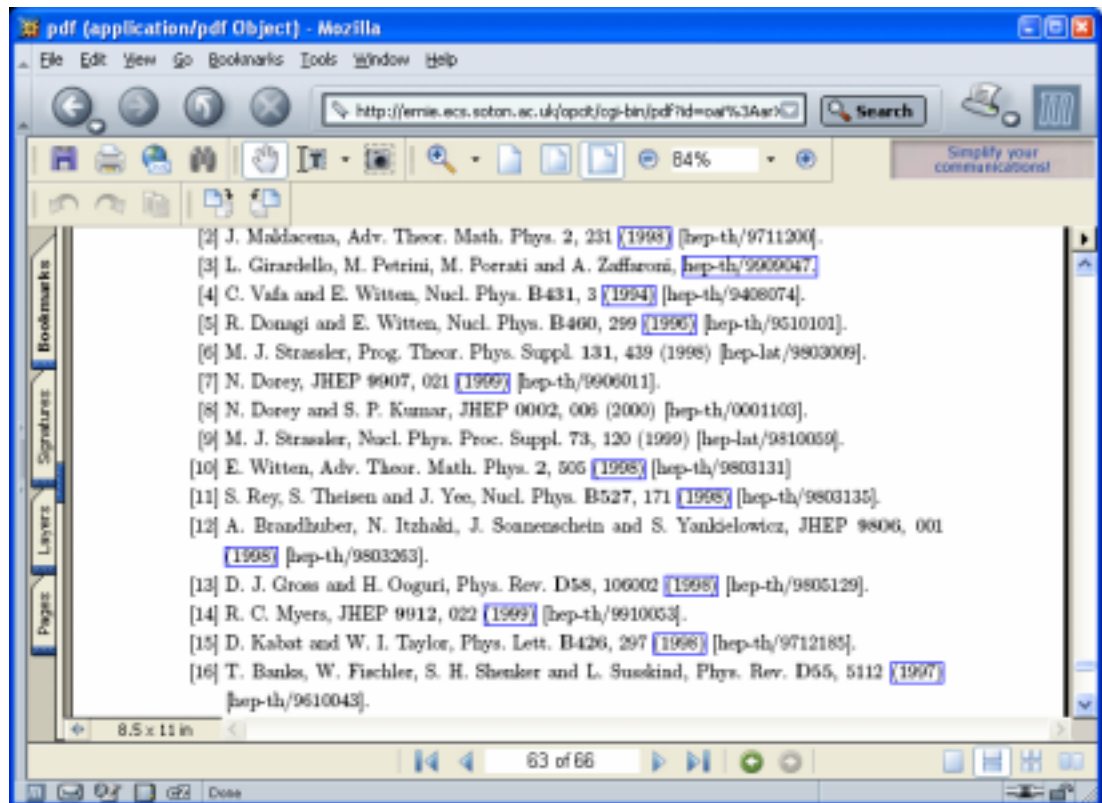 pdf (application/pdf Object) - Mozilla
File Edit View Go Bookmarks Tools Window Help
http://ernie.ecs.soton.ac.uk/opcit/cgi-bin/pdf?id=oai%3Aar Search
84% Simplify your
communications!
[2] J. Maldacena, Adv. Theor. Math. Phys. 2, 231 (1998) [hep-th/9711200].
[3] L. Girardello, M. Petrini, M. Porrati and A. Zaffaroni, hep-th/9909047.
[4] C. Vafa and E. Witten, Nucl. Phys. B431, 3 (1994) [hep-th/9408074].
[5] R. Donagi and E. Witten, Nucl. Phys. B460, 299 (1996) [hep-th/9510101].
[6] M. J. Strassler, Prog. Theor. Phys. Suppl. 131, 439 (1998) [hep-lat/9803009].
[7] N. Dorey, JHEP 9907, 021 (1999) [hep-th/9906011].
[8] N. Dorey and S. P. Kumar, JHEP 0002, 006 (2000) [hep-th/0001103].
[9] M. J. Strassler, Nucl. Phys. Proc. Suppl. 73, 120 (1999) [hep-lat/9810059].
[10] E. Witten, Adv. Theor. Math. Phys. 2, 505 (1998) [hep-th/9803131]
[11] S. Rey, S. Theisen and J. Yee, Nucl. Phys. B527, 171 (1998) [hep-th/9803135].
[12] A. Brandhuber, N. Itzhaki, J. Sonnenschein and S. Yankielowicz, JHEP 9806, 001
(1998) [hep-th/9803263].
[13] D. J. Gross and H. Ooguri, Phys. Rev. D58, 106002 (1998) [hep-th/9805129].
[14] R. C. Myers, JHEP 9912, 022 (1999) [hep-th/9910053].
[15] D. Kabat and W. I. Taylor, Phys. Lett. B426, 297 (1998) [hep-th/9712185].
[16] T. Banks, W. Fischler, S. H. Shenker and L. Susskind, Phys. Rev. D55, 5112 (1997)
[hep-th/9610043].
Bookmarks
Signatures
Layers
Pages
8.5 x 11 in
63 of 66
Done